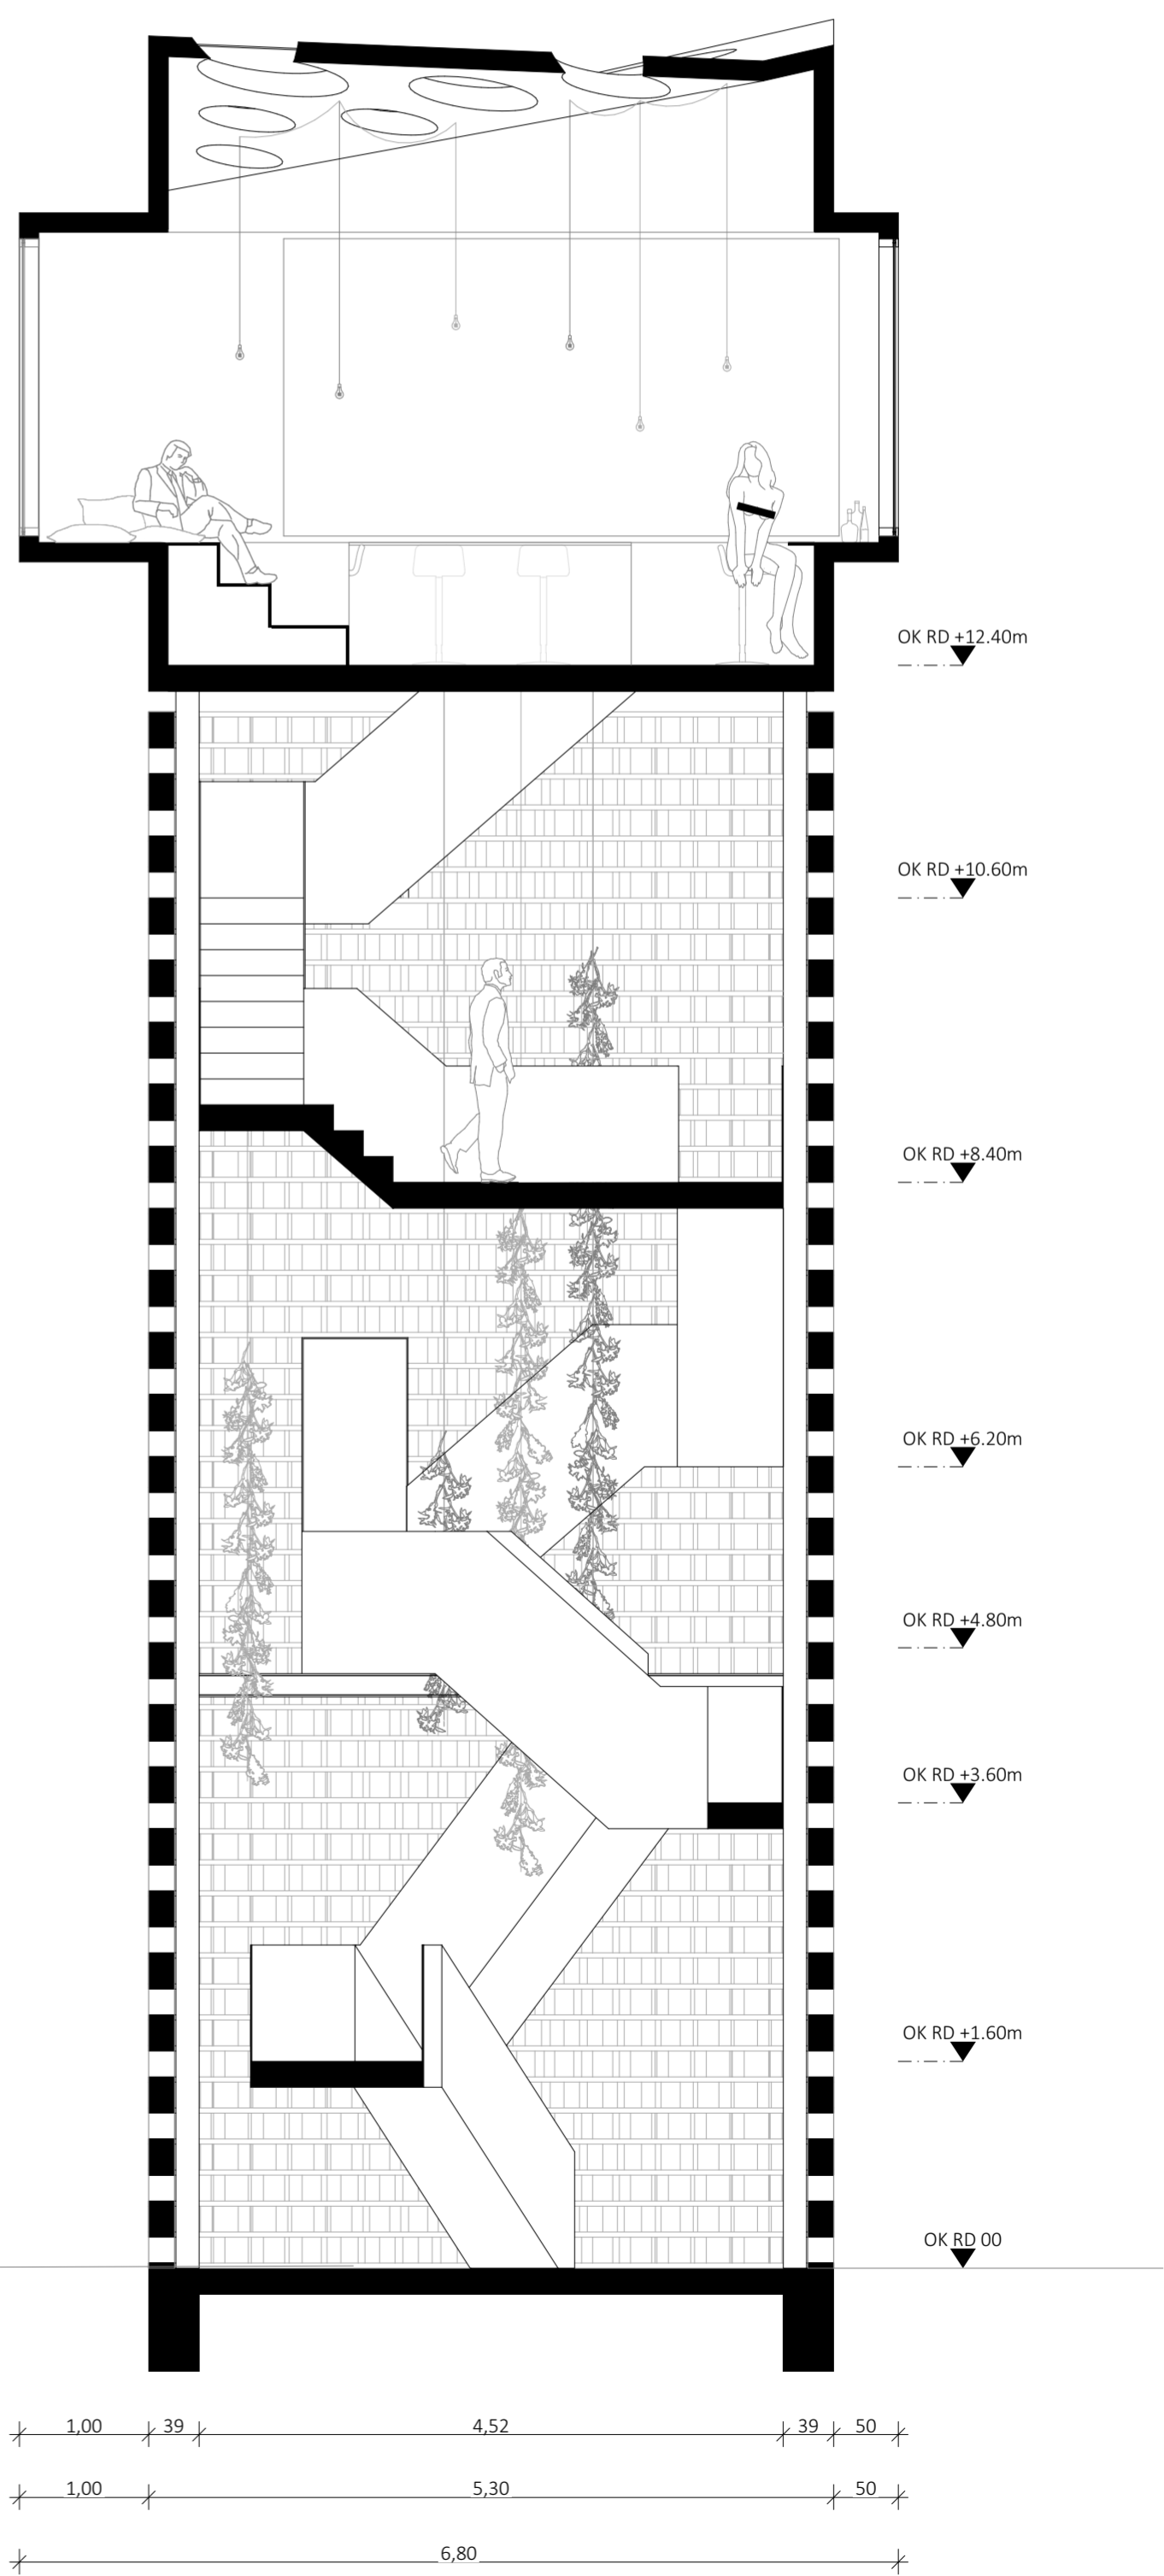 OK RD +12.40m
OK RD +10.60m
OK RD +8.40m
OK RD +6.20m
OK RD +4.80m
OK RD +3.60m
OK RD +1.60m
OK RD 00
1,00 39 4,52 39 50
1,00 5,30 50
6,80